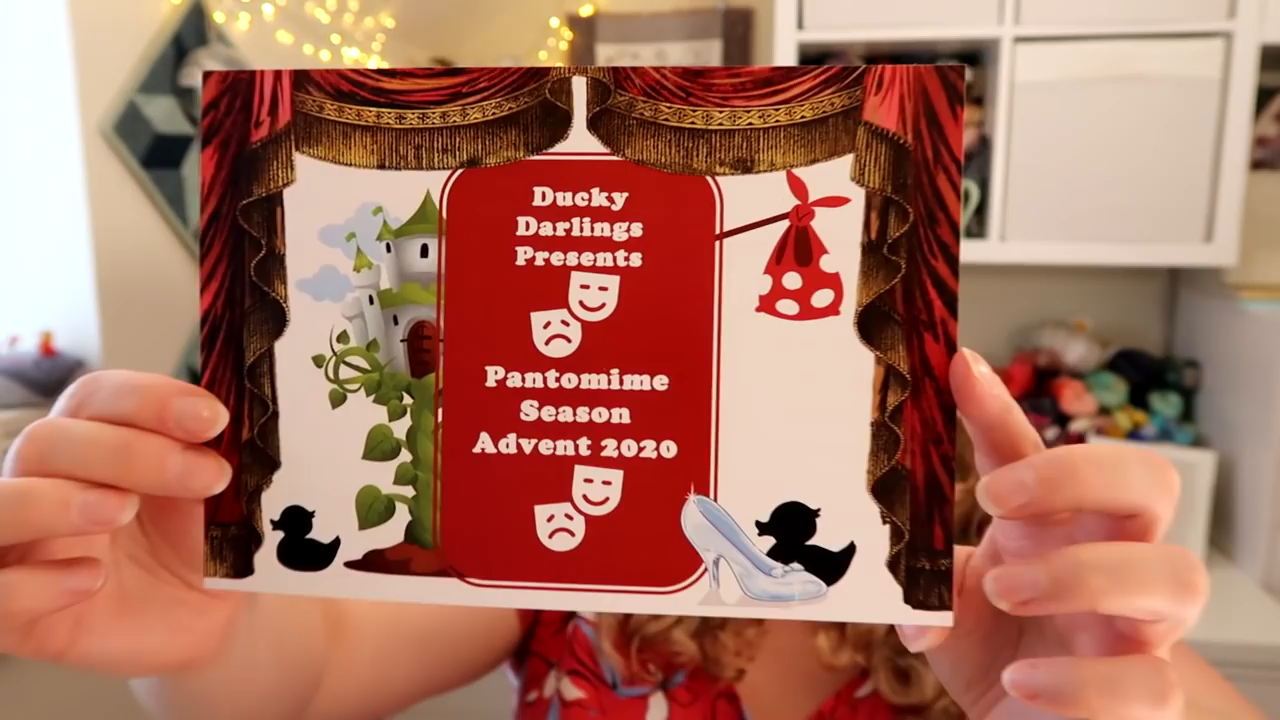 Ducky
Darlings
Presents
Pantomime
Season
Advent 2020